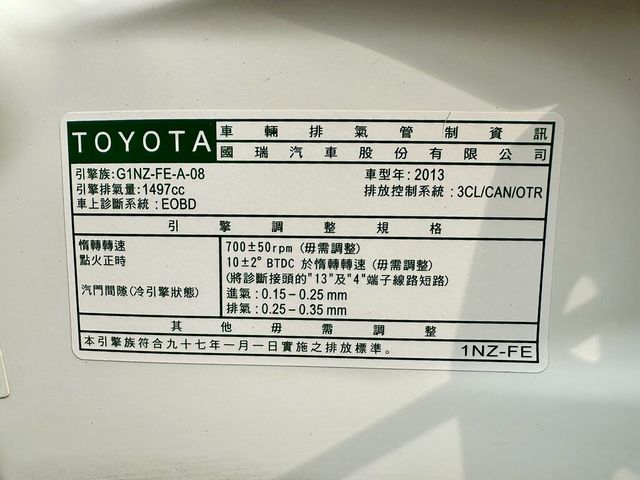 TOYOTA 車輛排氣管制資訊
國瑞汽車股份有限公司
引擎族:G1NZ-FE-A-08 車型年: 2013
引擎排氣量: 1497cc 排放控制系統: 3CL/CAN/OTR
車上診斷系統: EOBD
引擎調整規格
惰轉轉速 700±50rpm (毋需調整)
點火正時 10±2° BTDC 於惰轉轉速 (毋需調整)
(將診斷接頭的"13"及"4"端子線路短路)
汽門間隙(冷引擎狀態) 進氣: 0.15-0.25 mm
排氣: 0.25-0.35 mm
其他毋需調整
本引擎族符合九十七年一月一日實施之排放標準。 1NZ-FE